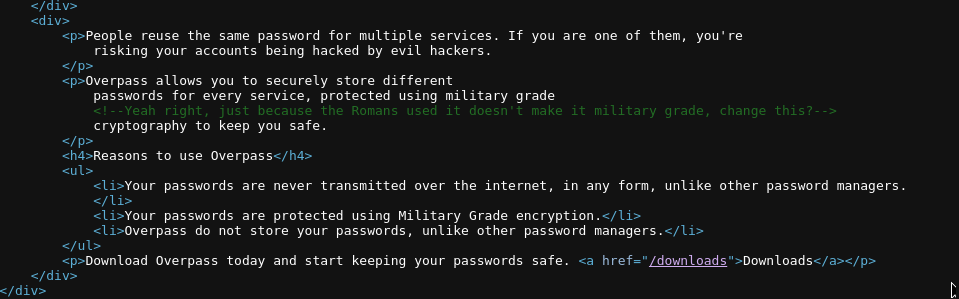 </div>
<div>
<p>People reuse the same password for multiple services. If you are one of them, you're
risking your accounts being hacked by evil hackers.
</p>
<p>Overpass allows you to securely store different
passwords for every service, protected using military grade
<!--Yeah right, just because the Romans used it doesn't make it military grade, change this?-->
cryptography to keep you safe.
</p>
<h4>Reasons to use Overpass</h4>
<ul>
<li>Your passwords are never transmitted over the internet, in any form, unlike other password managers.
</li>
<li>Your passwords are protected using Military Grade encryption.</li>
<li>Overpass do not store your passwords, unlike other password managers.</li>
</ul>
<p>Download Overpass today and start keeping your passwords safe. <a href="/downloads">Downloads</a></p>
</div>
</div>